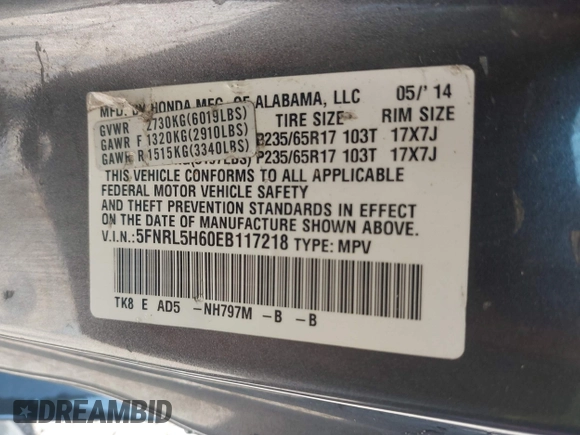 MFD. BY HONDA MFG. OF ALABAMA, LLC 05/'14
TIRE SIZE RIM SIZE
GVWR 2730KG(6019LBS)
GAWR F 1320KG(2910LBS) P235/65R17 103T 17X7J
GAWR R 1515KG(3340LBS) P235/65R17 103T 17X7J
THIS VEHICLE CONFORMS TO ALL APPLICABLE
FEDERAL MOTOR VEHICLE SAFETY
AND THEFT PREVENTION STANDARDS IN EFFECT
ON THE DATE OF MANUFACTURE SHOWN ABOVE.
V.I.N.:5FNRL5H60EB117218 TYPE: MPV
TK8 E AD5 -NH797M -B -B
DREAMBID